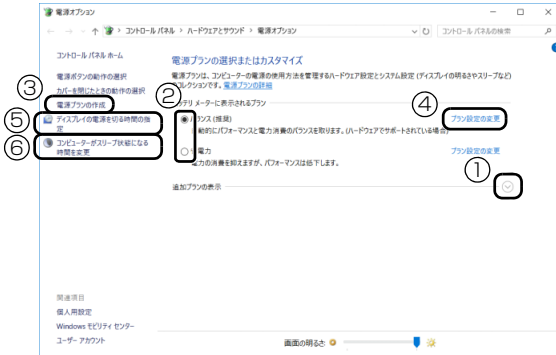 電源オプション
コントロール パネル > ハードウェアとサウンド > 電源オプション
コントロール パネルの検索
コントロール パネル ホーム
電源ボタンの動作の選択
カバーを閉じたときの動作の選択
③
電源プランの作成
⑤
ディスプレイの電源を切る時間の指定
⑥
コンピューターがスリープ状態になる
時間を変更
電源プランの選択またはカスタマイズ
電源プランは、コンピューターの電源の使用方法を管理するハードウェア設定とシステム設定 (ディスプレイの明るさやスリープなど)
のコレクションです。電源プランの詳細
②
テリ メーターに表示されるプラン
④
バランス (推奨)
プラン設定の変更
動的にパフォーマンスと電力消費のバランスを取ります。(ハードウェアでサポートされている場合)
電力
プラン設定の変更
電力の消費を抑えますが、パフォーマンスは低下します。
①
追加プランの表示
関連項目
個人用設定
Windows モビリティ センター
ユーザー アカウント
画面の明るさ: